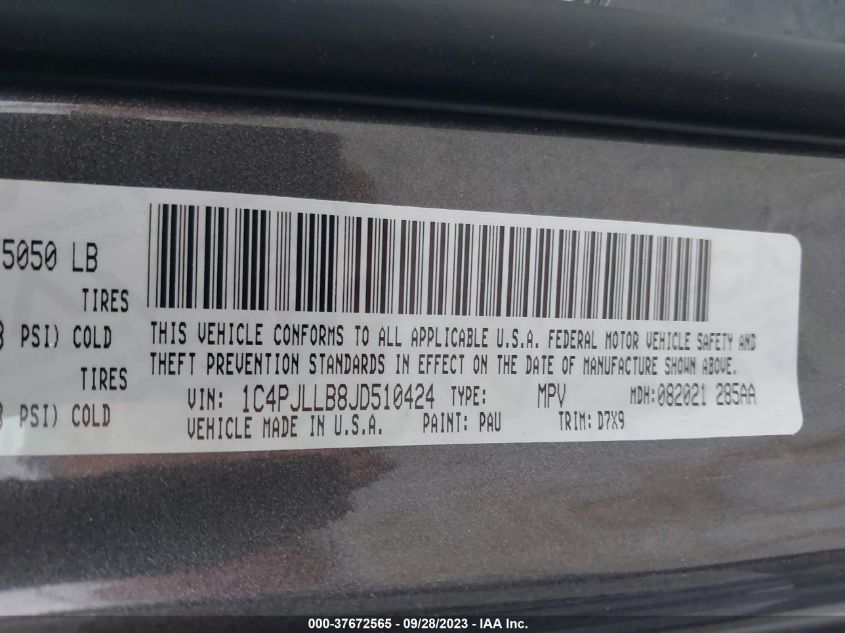 5050 LB
TIRES
PSI) COLD
TIRES
PSI) COLD
THIS VEHICLE CONFORMS TO ALL APPLICABLE U.S.A. FEDERAL MOTOR VEHICLE SAFETY AND
THEFT PREVENTION STANDARDS IN EFFECT ON THE DATE OF MANUFACTURE SHOWN ABOVE.
VIN: 1C4PJLLB8JD510424 TYPE: MPV MDH:082021 285AA
VEHICLE MADE IN U.S.A. PAINT: PAU TRIM: D7X9
000-37672565 - 09/28/2023 - © IAA Inc.